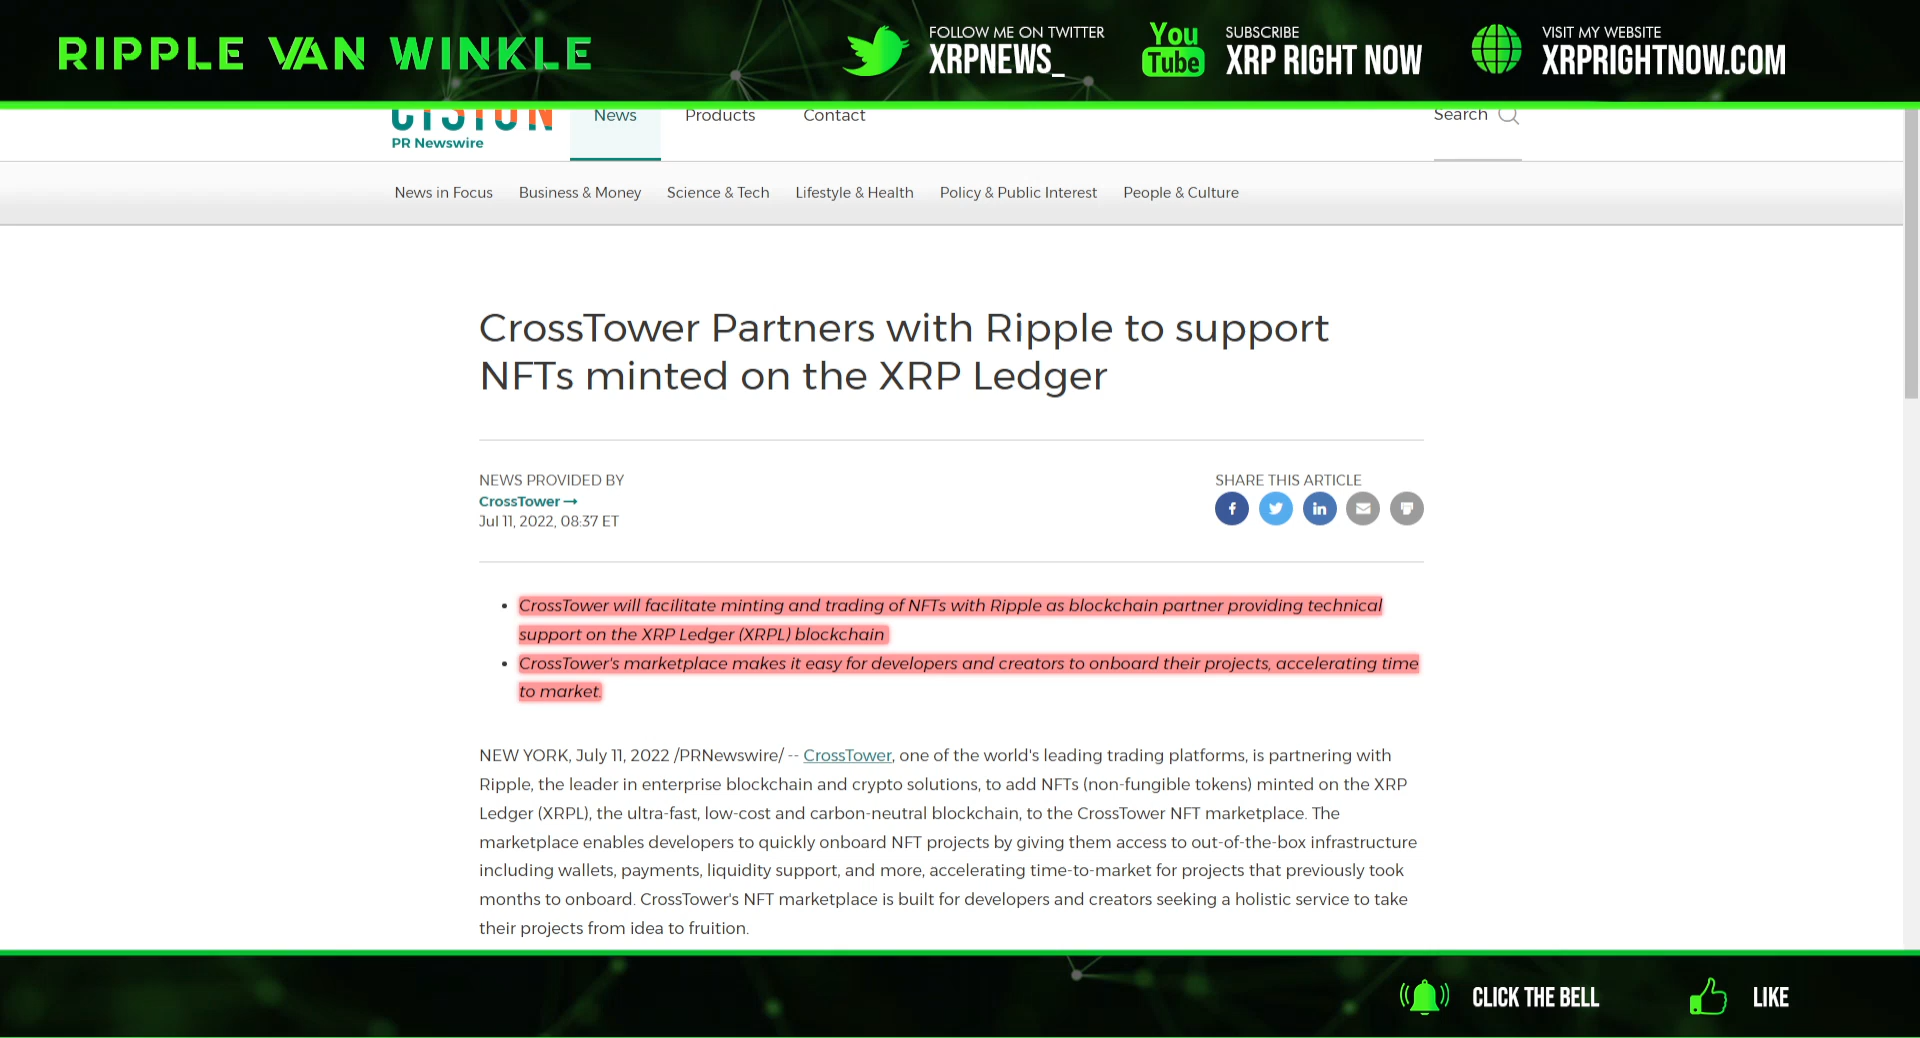 RIPPLE VAN WINKLE
FOLLOW ME ON TWITTER
XRPNEWS_
You
Tube
SUBSCRIBE
XRP RIGHT NOW
VISIT MY WEBSITE
XRPRIGHTNOW.COM
CISION
PR Newswire
News
Products
Contact
Search
News in Focus
Business & Money
Science & Tech
Lifestyle & Health
Policy & Public Interest
People & Culture
CrossTower Partners with Ripple to support
NFTs minted on the XRP Ledger
NEWS PROVIDED BY
CrossTower →
Jul 11, 2022, 08:37 ET
SHARE THIS ARTICLE
• CrossTower will facilitate minting and trading of NFTs with Ripple as blockchain partner providing technical
support on the XRP Ledger (XRPL) blockchain
• CrossTower's marketplace makes it easy for developers and creators to onboard their projects, accelerating time
to market.
NEW YORK, July 11, 2022 /PRNewswire/ -- CrossTower, one of the world's leading trading platforms, is partnering with
Ripple, the leader in enterprise blockchain and crypto solutions, to add NFTs (non-fungible tokens) minted on the XRP
Ledger (XRPL), the ultra-fast, low-cost and carbon-neutral blockchain, to the CrossTower NFT marketplace. The
marketplace enables developers to quickly onboard NFT projects by giving them access to out-of-the-box infrastructure
including wallets, payments, liquidity support, and more, accelerating time-to-market for projects that previously took
months to onboard. CrossTower's NFT marketplace is built for developers and creators seeking a holistic service to take
their projects from idea to fruition.
CLICK THE BELL
LIKE